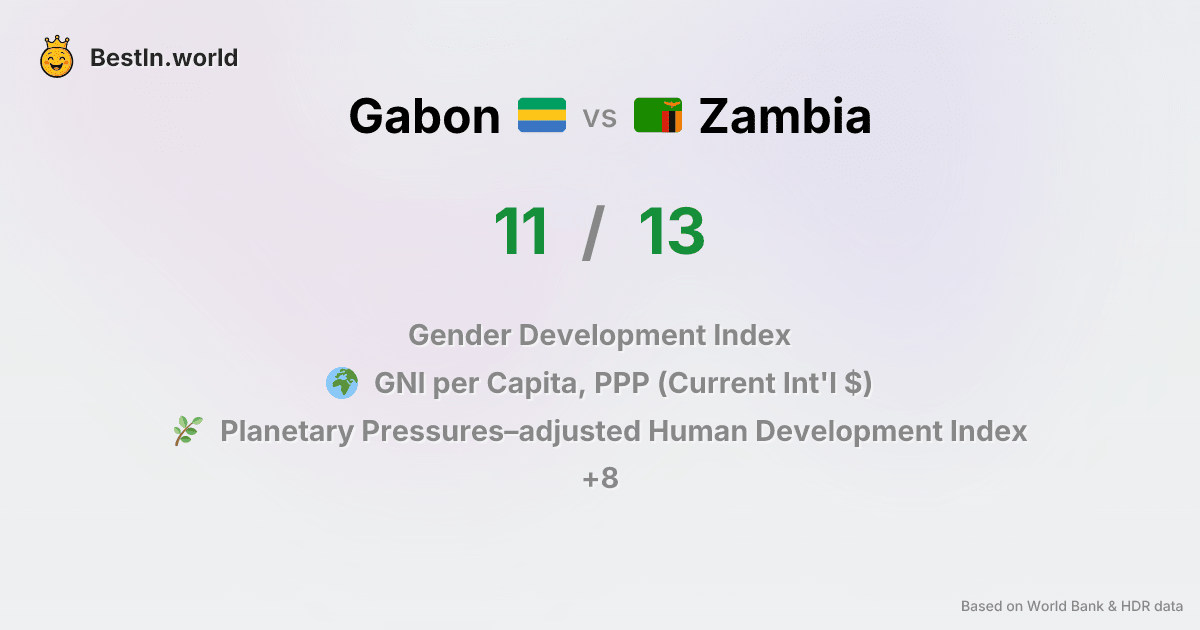 BestIn.world
Gabon vs Zambia
11 / 13
Gender Development Index
GNI per Capita, PPP (Current Int'l $)
Planetary Pressures–adjusted Human Development Index
+8
Based on World Bank & HDR data